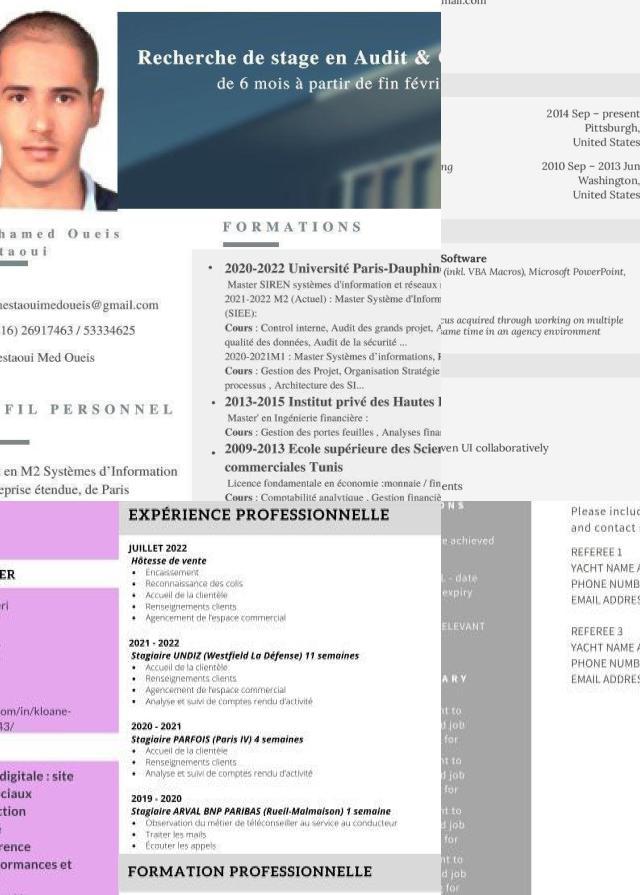 mail.com
Recherche de stage en Audit &
de 6 mois à partir de fin févri
hamed Oueis
taoui
nestaouimedoueis@gmail.com
16) 26917463 / 53334625
estaoui Med Oueis
FIL PERSONNEL
en M2 Systèmes d'Information
eprise étendue, de Paris
FORMATIONS
2020-2022 Université Paris-Dauphin
Master SIREN systèmes d'information et réseaux
2021-2022 M2 (Actuel) : Master Système d'Inform
(SIEE):
Cours : Control interne, Audit des grands projet, A
qualité des données, Audit de la sécurité ...
2020-2021M1 : Master Systèmes d'informations,
Cours : Gestion des Projet, Organisation Stratégie
processus , Architecture des SI...
2013-2015 Institut privé des Hautes
Master' en Ingénierie financière :
Cours : Gestion des portes feuilles , Analyses fina
2009-2013 Ecole supérieure des Scien
commerciales Tunis
Licence fondamentale en économie :monnaie / fin
Cours : Comptabilité analytique , Gestion financiè
2014 Sep – present
Pittsburgh,
United States
ng
2010 Sep – 2013 Jun
Washington,
United States
Software
(inkl. VBA Macros), Microsoft PowerPoint,
cus acquired through working on multiple
ame time in an agency environment
ven UI collaboratively
ents
ER
eri
om/in/kloane-
43/
digitale : site
ciaux
ction
rence
ormances et
EXPÉRIENCE PROFESSIONNELLE
JUILLET 2022
Hôtesse de vente
Encaissement
Reconnaissance des colis
Accueil de la clientèle
Renseignements clients
Agencement de l'espace commercial
2021 - 2022
Stagiaire UNDIZ (Westfield La Défense) 11 semaines
Accueil de la clientèle
Renseignements clients
Agencement de l'espace commercial
Analyse et suivi de comptes rendu d'activité
2020 - 2021
Stagiaire PARFOIS (Paris IV) 4 semaines
Accueil de la clientèle
Renseignements clients
Analyse et suivi de comptes rendu d'activité
2019 - 2020
Stagiaire ARVAL BNP PARIBAS (Rueil-Malmaison) 1 semaine
Observation du métier de téléconseiller au service au conducteur
Traiter les mails
Écouter les appels
FORMATION PROFESSIONNELLE
ONS
e achieved
L - date
expiry
ELEVANT
ARY
nt to
d job
for
nt to
d job
for
nt to
d job
for
nt to
d job
g for
Please includ
and contact
REFEREE 1
YACHT NAME A
PHONE NUMB
EMAIL ADDRES
REFEREE 3
YACHT NAME A
PHONE NUMB
EMAIL ADDRES